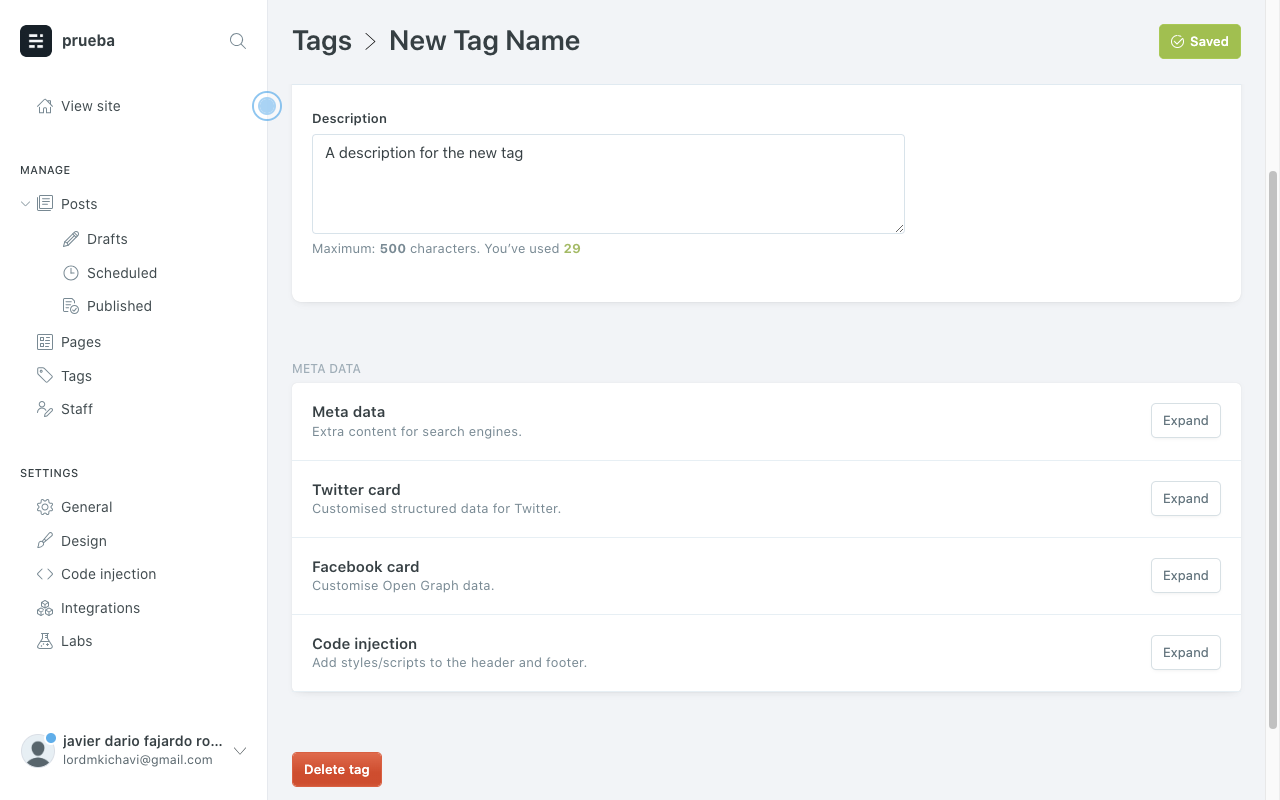 prueba
View site
MANAGE
Posts
Drafts
Scheduled
Published
Pages
Tags
Staff
SETTINGS
General
Design
Code injection
Integrations
Labs
javier dario fajardo ro...
lordmkichavi@gmail.com
Tags > New Tag Name
Saved
Description
A description for the new tag
Maximum: 500 characters. You’ve used 29
META DATA
Meta data
Extra content for search engines.
Expand
Twitter card
Customised structured data for Twitter.
Expand
Facebook card
Customise Open Graph data.
Expand
Code injection
Add styles/scripts to the header and footer.
Expand
Delete tag